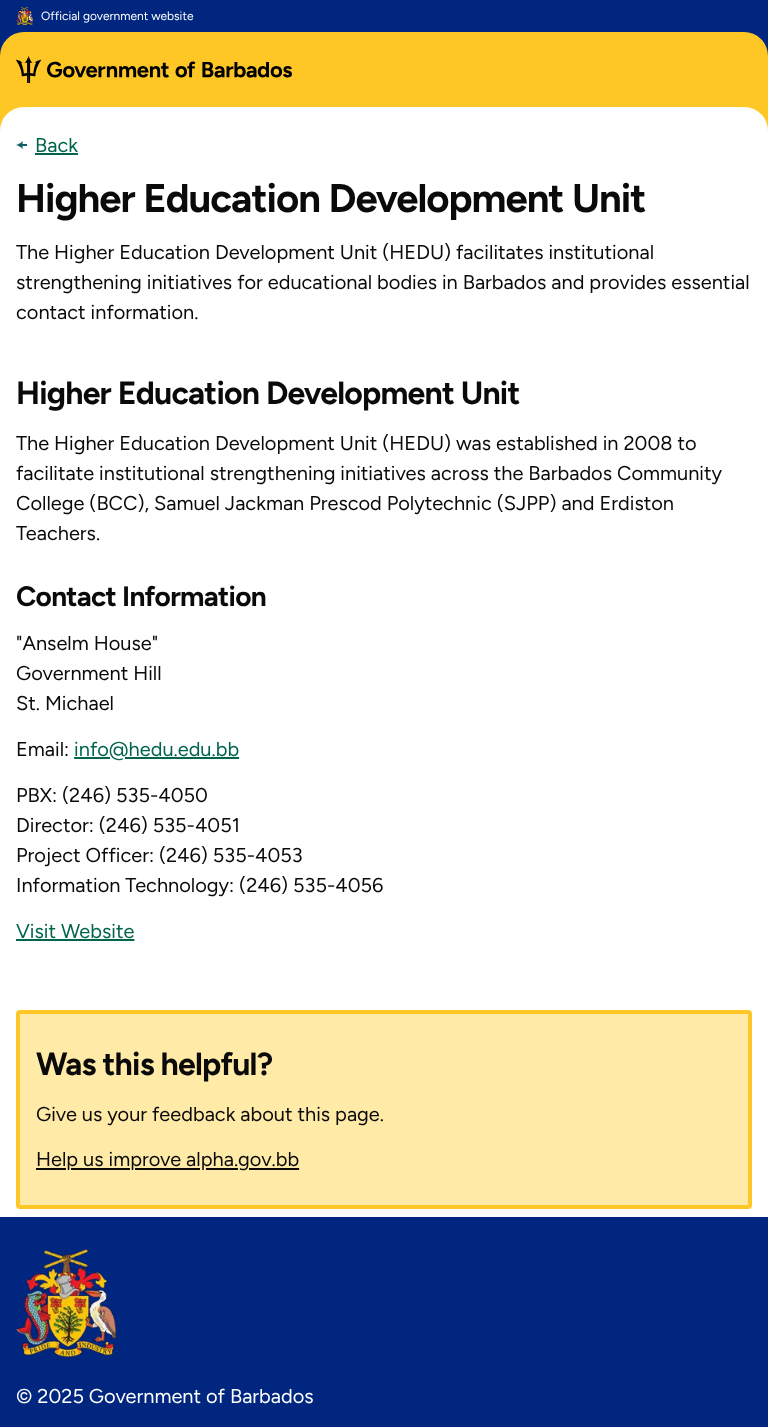 Official government website
Government of Barbados
Back
Higher Education Development Unit
The Higher Education Development Unit (HEDU) facilitates institutional
strengthening initiatives for educational bodies in Barbados and provides essential
contact information.
Higher Education Development Unit
The Higher Education Development Unit (HEDU) was established in 2008 to
facilitate institutional strengthening initiatives across the Barbados Community
College (BCC), Samuel Jackman Prescod Polytechnic (SJPP) and Erdiston
Teachers.
Contact Information
"Anselm House"
Government Hill
St. Michael
Email: info@hedu.edu.bb
PBX: (246) 535-4050
Director: (246) 535-4051
Project Officer: (246) 535-4053
Information Technology: (246) 535-4056
Visit Website
Was this helpful?
Give us your feedback about this page.
Help us improve alpha.gov.bb
PRIDE AND INDUSTRY
© 2025 Government of Barbados